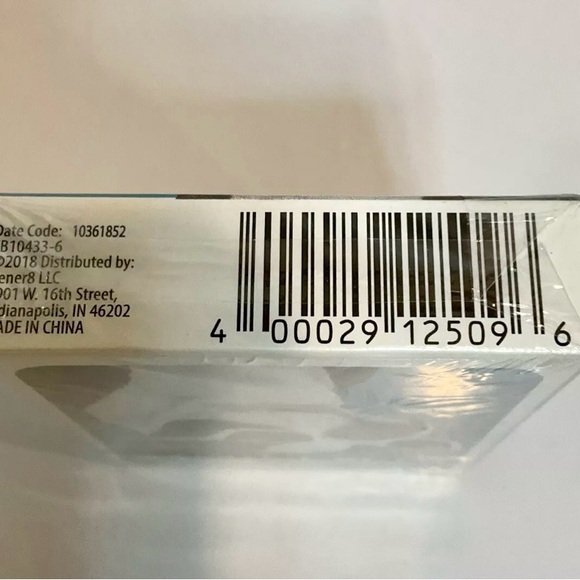 Date Code: 10361852
B10433-6
©2018 Distributed by:
ener8 LLC
901 W. 16th Street,
dianapolis, IN 46202
ADE IN CHINA
4 00029 12509 6